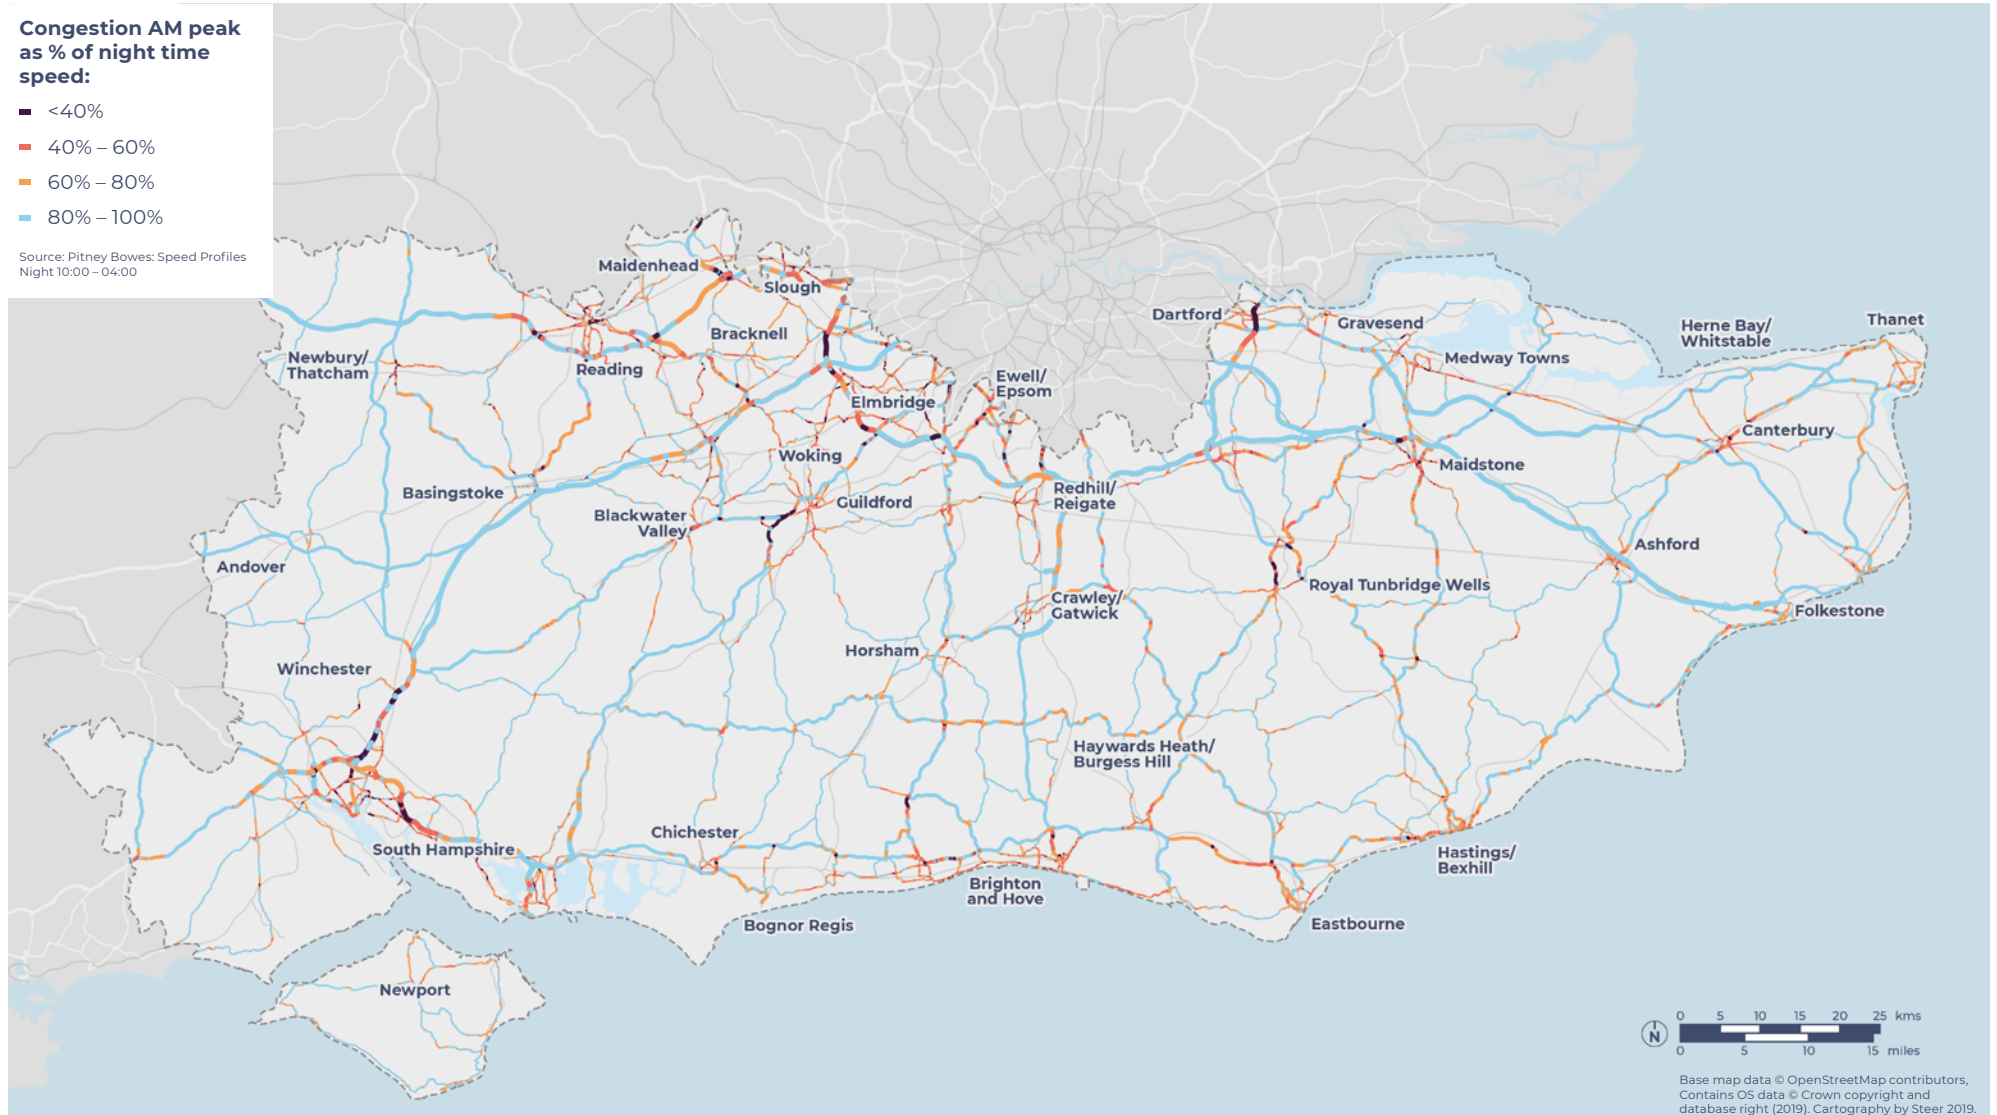 Congestion AM peak
as % of night time
speed:
<40%
40% – 60%
60% – 80%
80% – 100%
Source: Pitney Bowes: Speed Profiles
Night 10:00 – 04:00
Maidenhead
Slough
Bracknell
Newbury/
Thatcham
Reading
Dartford
Gravesend
Herne Bay/
Whitstable
Thanet
Medway Towns
Ewell/
Epsom
Elmbridge
Canterbury
Woking
Maidstone
Basingstoke
Guildford
Redhill/
Reigate
Blackwater
Valley
Andover
Ashford
Royal Tunbridge Wells
Crawley/
Gatwick
Folkestone
Horsham
Winchester
Haywards Heath/
Burgess Hill
Chichester
South Hampshire
Hastings/
Bexhill
Brighton
and Hove
Bognor Regis
Eastbourne
Newport
0 5 10 15 20 25 kms
N
0 5 10 15 miles
Base map data © OpenStreetMap contributors,
Contains OS data © Crown copyright and
database right (2019). Cartography by Steer 2019.